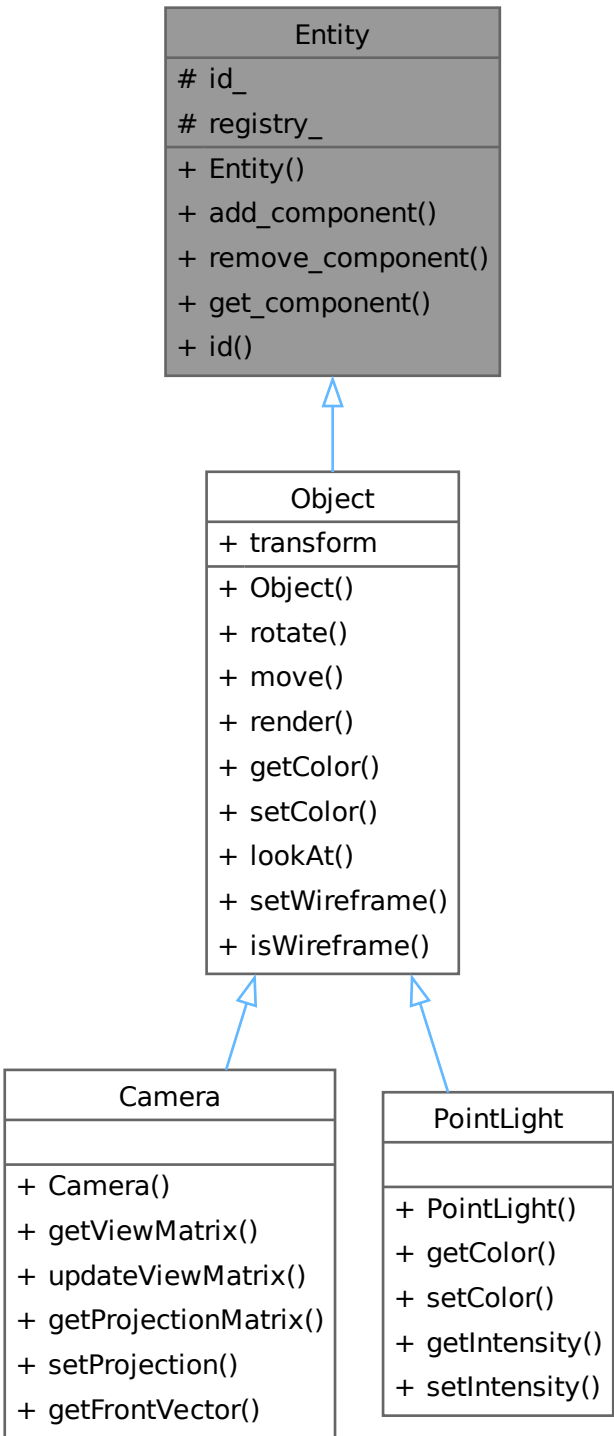 Entity
# id_
# registry_
+ Entity()
+ add_component()
+ remove_component()
+ get_component()
+ id()
Object
+ transform
+ Object()
+ rotate()
+ move()
+ render()
+ getColor()
+ setColor()
+ lookAt()
+ setWireframe()
+ isWireframe()
Camera
+ Camera()
+ getViewMatrix()
+ updateViewMatrix()
+ getProjectionMatrix()
+ setProjection()
+ getFrontVector()
PointLight
+ PointLight()
+ getColor()
+ setColor()
+ getIntensity()
+ setIntensity()